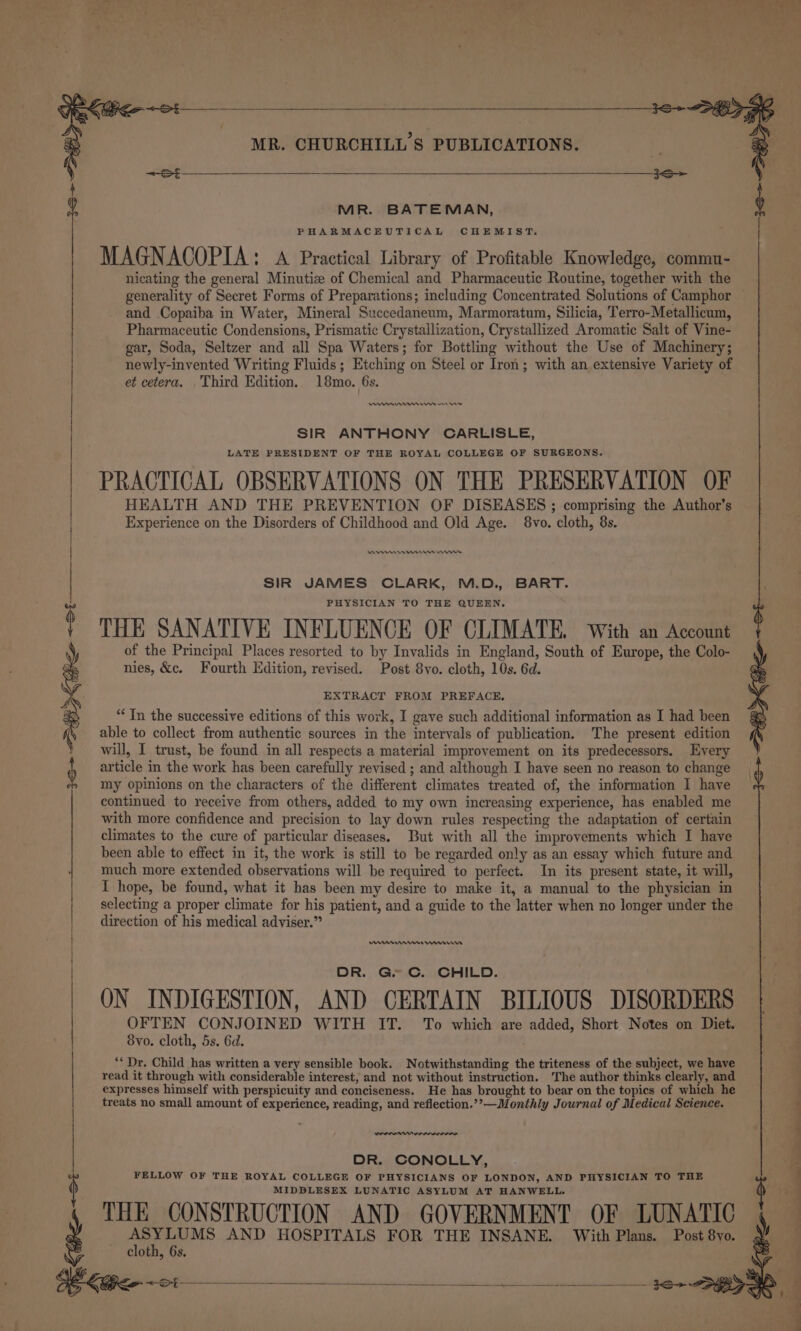 MR. CHURCHILL'S PUBLICATIONS.
MR. BATEMAN,
PHARMACEUTICAL CHEMIST.
MAGNACOPIA: A Practical Library of Profitable Knowledge, commu-
nicating the general Minutiæ of Chemical and Pharmaceutic Routine, together with the
generality of Secret Forms of Preparations; including Concentrated Solutions of Camphor
and Copaiba in Water, Mineral Succedaneum, Marmoratum, Silicia, Terro-Metallicum,
Pharmaceutic Condensions, Prismatic Crystallization, Crystallized Aromatic Salt of Vine-
gar, Soda, Seltzer and all Spa Waters; for Bottling without the Use of Machinery;
newly-invented Writing Fluids; Etching on Steel or Iron; with an extensive Variety of
et cetera. Third Edition. 18mo. 6s.
SIR ANTHONY CARLISLE,
LATE PRESIDENT OF THE ROYAL COLLEGE OF SURGEONS.
PRACTICAL OBSERVATIONS ON THE PRESERVATION OF
HEALTH AND THE PREVENTION OF DISEASES; comprising the Author's
Experience on the Disorders of Childhood and Old Age. 8vo. cloth, 8s.
SIR JAMES CLARK, M.D., BART.
PHYSICIAN TO THE QUEEN.
THE SANATIVE INFLUENCE OF CLIMATE. With an Account
of the Principal Places resorted to by Invalids in England, South of Europe, the Colo-
nies, &c. Fourth Edition, revised. Post 8vo. cloth, 10s. 6d.
EXTRACT FROM PREFACE.
"In the successive editions of this work, I gave such additional information as I had been
able to collect from authentic sources in the intervals of publication. The present edition
will, I trust, be found in all respects a material improvement on its predecessors. Every
article in the work has been carefully revised; and although I have seen no reason to change
my opinions on the characters of the different climates treated of, the information I have
continued to receive from others, added to my own increasing experience, has enabled me
with more confidence and precision to lay down rules respecting the adaptation of certain
climates to the cure of particular diseases. But with all the improvements which I have
been able to effect in it, the work is still to be regarded only as an essay which future and
much more extended observations will be required to perfect. In its present state, it will,
I hope, be found, what it has been my desire to make it, a manual to the physician in
selecting a proper climate for his patient, and a guide to the latter when no longer under the
direction of his medical adviser."
DR. G. C. CHILD.
ON INDIGESTION, AND CERTAIN BILIOUS DISORDERS
OFTEN CONJOINED WITH IT. To which are added, Short Notes on Diet.
8vo. cloth, 5s. 6d.
"Dr. Child has written a very sensible book. Notwithstanding the triteness of the subject, we have
read it through with considerable interest, and not without instruction. The author thinks clearly, and
expresses himself with perspicuity and conciseness. He has brought to bear on the topics of which he
treats no small amount of experience, reading, and reflection."—Monthly Journal of Medical Science.
DR. CONOLLY,
FELLOW OF THE ROYAL COLLEGE OF PHYSICIANS OF LONDON, AND PHYSICIAN TO THE
MIDDLESEX LUNATIC ASYLUM AT HANWELL.
THE CONSTRUCTION AND GOVERNMENT OF LUNATIC
ASYLUMS AND HOSPITALS FOR THE INSANE. With Plans. Post 8vo.
cloth, 6s.